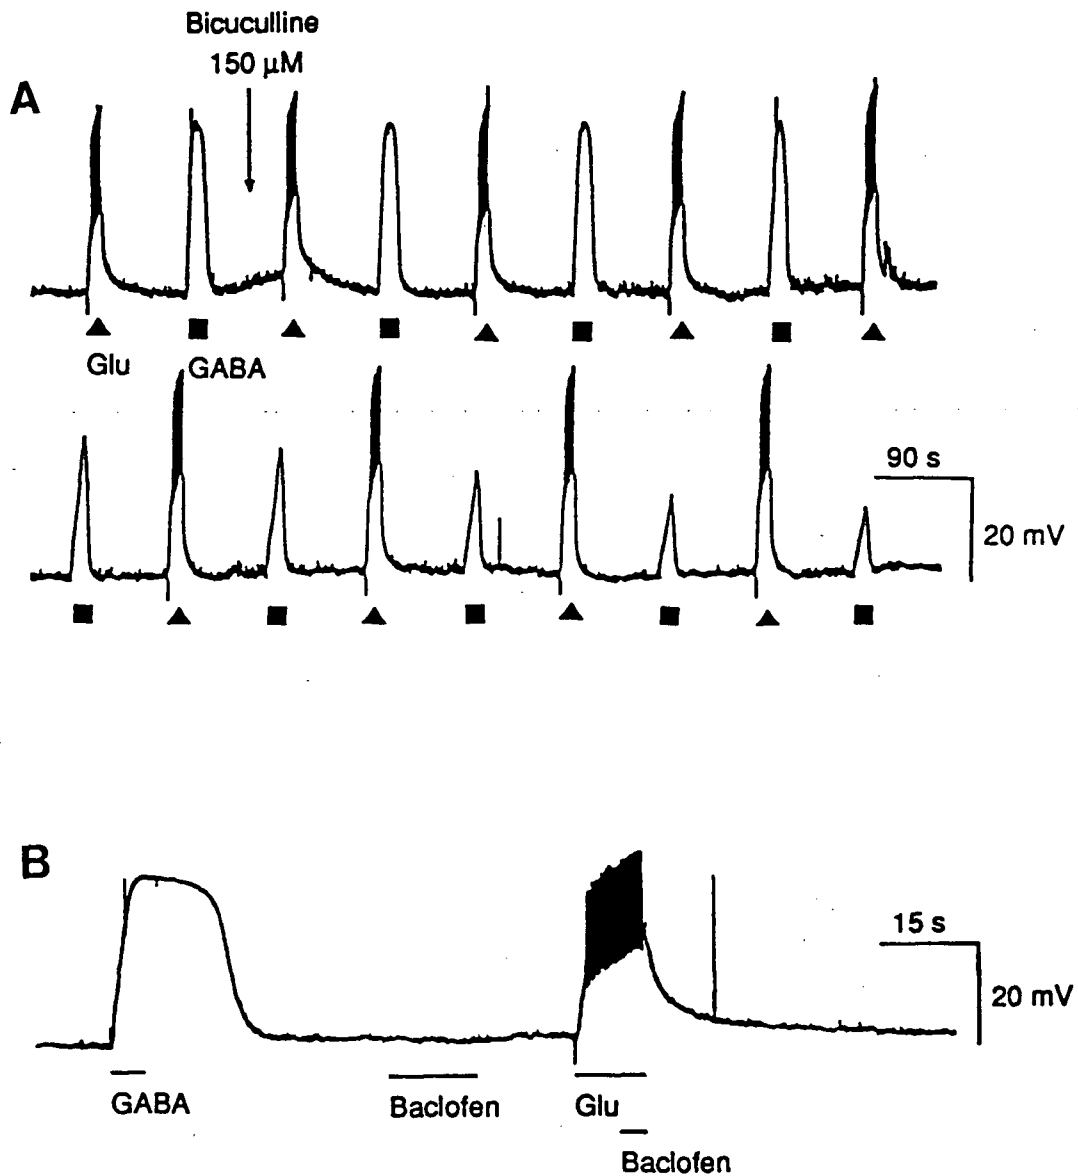 Bicuculline
150 µM
A
Glu
GABA
90 s
20 mV
B
15 s
20 mV
GABA
Baclofen
Glu
Baclofen